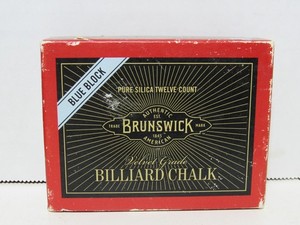 BLUE BLOCK
PURE SILICA TWELVE-COUNT
AUTHENTIC
EST.
TRADE BRUNSWICK MARK
1845
AMERICAN
Velvet Grade
BILLIARD CHALK